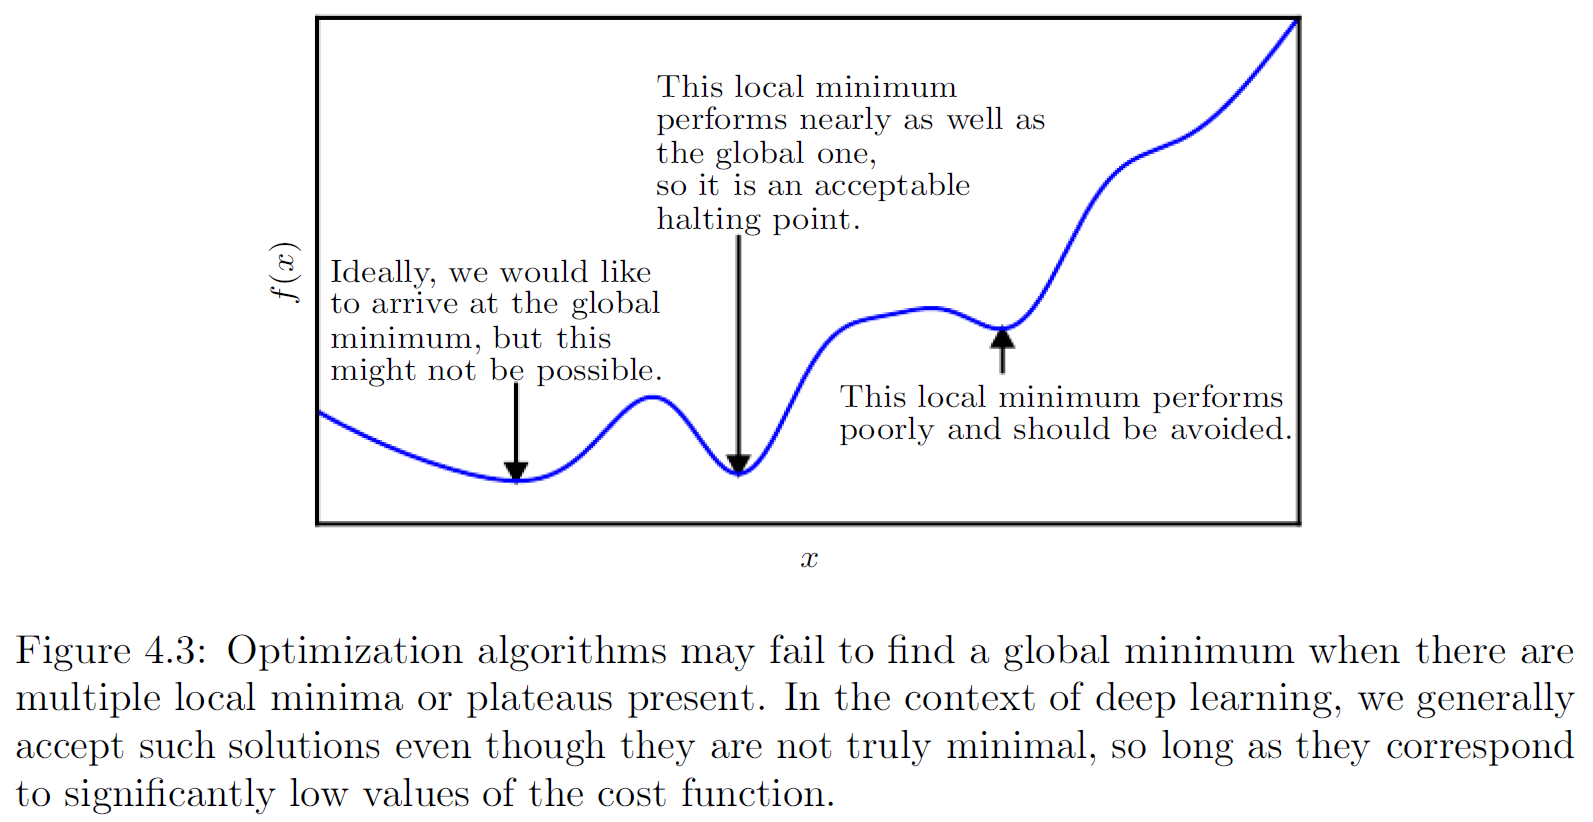 This local minimum
performs nearly as well as
the global one,
so it is an acceptable
halting point.
f(x)
Ideally, we would like
to arrive at the global
minimum, but this
might not be possible.
This local minimum performs
poorly and should be avoided.
x
Figure 4.3: Optimization algorithms may fail to find a global minimum when there are
multiple local minima or plateaus present. In the context of deep learning, we generally
accept such solutions even though they are not truly minimal, so long as they correspond
to significantly low values of the cost function.